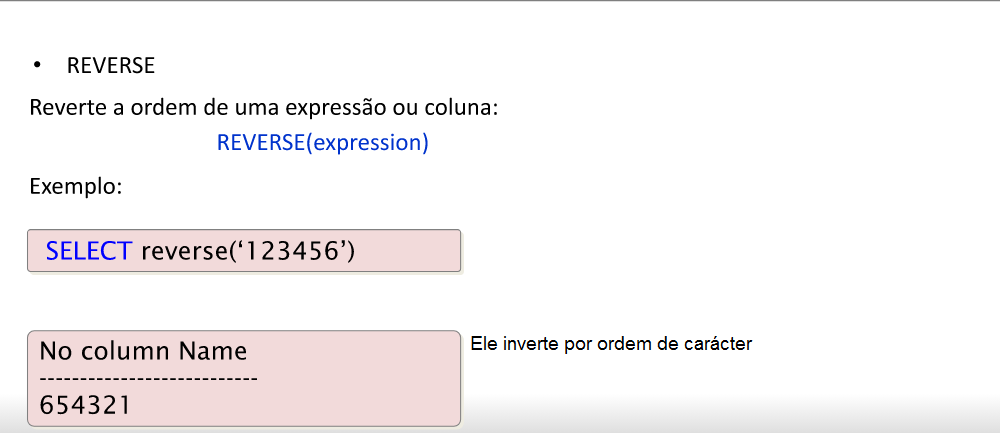 • REVERSE
Reverte a ordem de uma expressão ou coluna:
REVERSE(expression)
Exemplo:
SELECT reverse(‘123456’)
No column Name
---------------------------
654321
Ele inverte por ordem de carácter